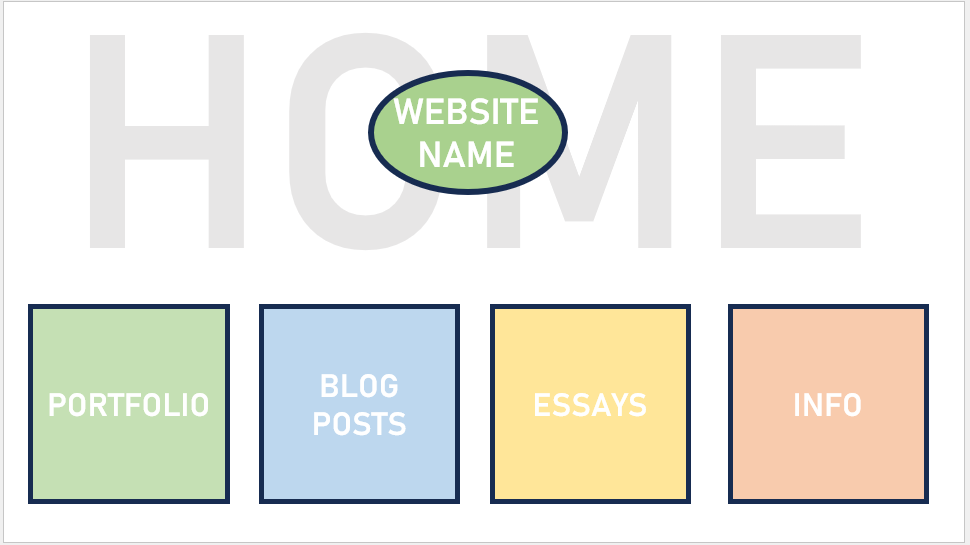 HOME
WEBSITE
NAME
PORTFOLIO
BLOG
POSTS
ESSAYS
INFO